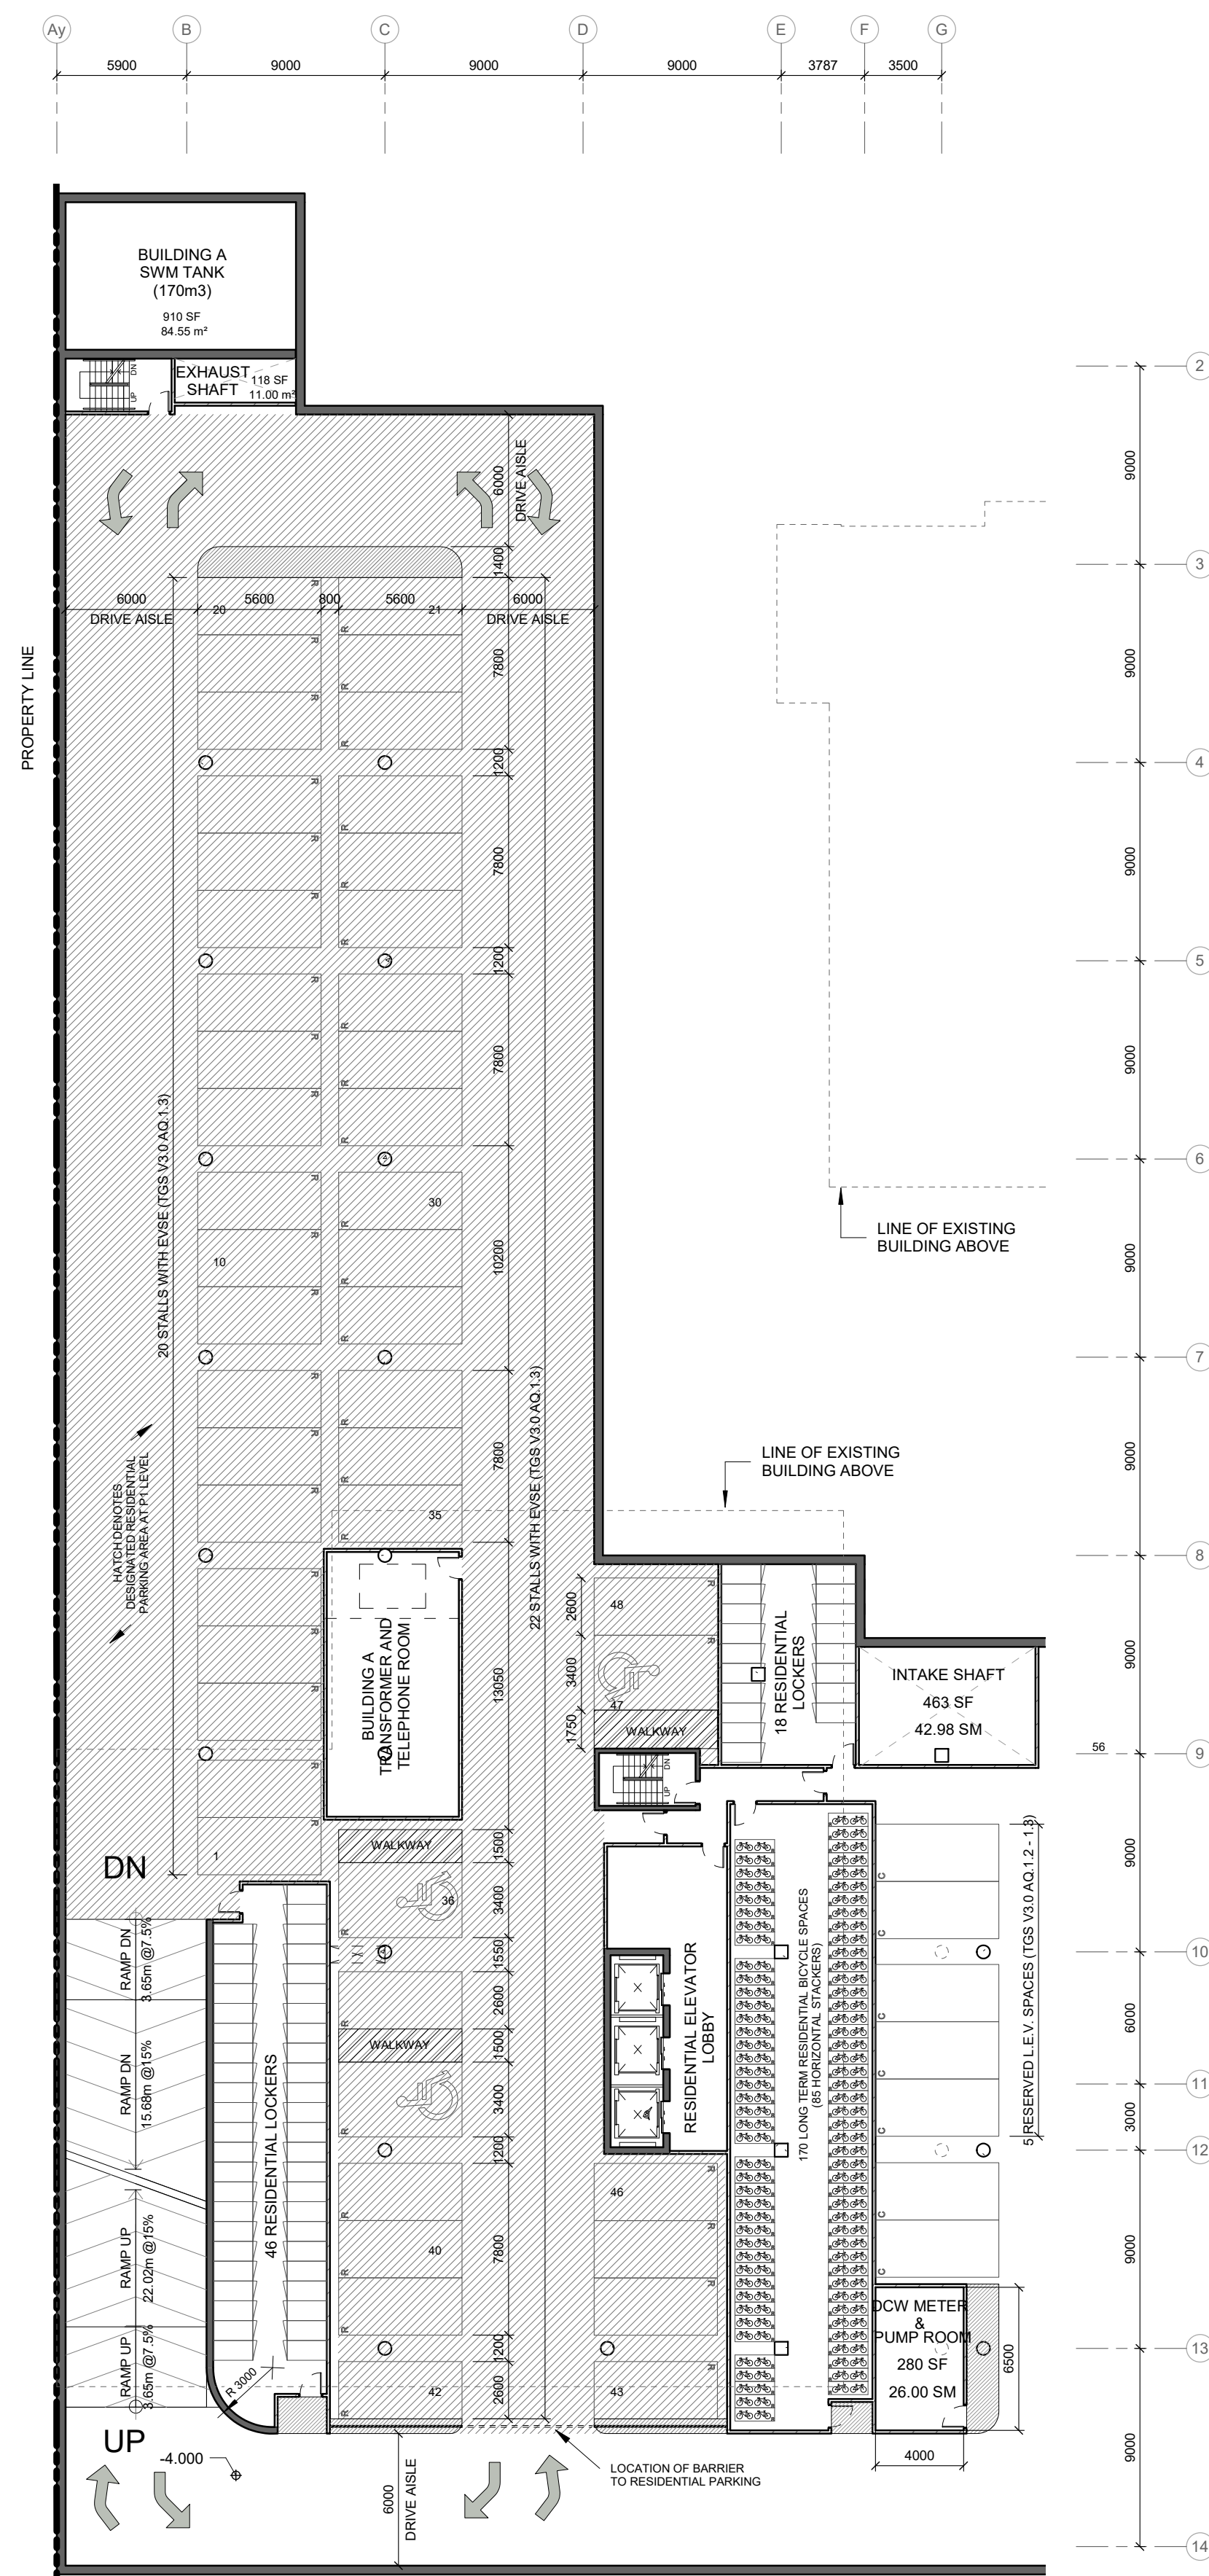 Ay
B
C
D
E
F
G
5900
9000
9000
9000
3787
3500
BUILDING A
SWM TANK
(170m3)
910 SF
84.55 m²
EXHAUST
SHAFT
118 SF
11.00 m²
DN
UP
2
3
4
5
6
7
8
9
10
11
12
13
14
9000
9000
9000
9000
9000
9000
9000
9000
6000
3000
9000
9000
PROPERTY LINE
6000
DRIVE AISLE
1400
6000
DRIVE AISLE
5600
800
5600
6000
DRIVE AISLE
20
21
7800
1200
7800
1200
7800
10200
30
10
7800
35
13050
20 STALLS WITH EVSE (TGS V3.0 AQ.1.3)
22 STALLS WITH EVSE (TGS V3.0 AQ.1.3)
LINE OF EXISTING
BUILDING ABOVE
LINE OF EXISTING
BUILDING ABOVE
HATCH DENOTES
DESIGNATED RESIDENTIAL
PARKING AREA AT P1 LEVEL
BUILDING A
TRANSFORMER AND
TELEPHONE ROOM
2600
3400
1750
48
47
WALKWAY
18 RESIDENTIAL
LOCKERS
INTAKE SHAFT
463 SF
42.98 SM
56
DN
UP
1
DN
WALKWAY
1500
36
3400
1550
2600
WALKWAY
1500
3400
1200
40
7800
1200
42
2600
46
43
RAMP DN
3.65m @7.5%
RAMP DN
15.68m @15%
RAMP UP
22.02m @15%
RAMP UP
3.65m @7.5%
46 RESIDENTIAL LOCKERS
R 3000
RESIDENTIAL ELEVATOR
LOBBY
170 LONG TERM RESIDENTIAL BICYCLE SPACES
(85 HORIZONTAL STACKERS)
5 RESERVED L.E.V. SPACES (TGS V3.0 AQ.1.2 - 1.3)
C
C
C
C
C
C
DCW METER
&
PUMP ROOM
280 SF
26.00 SM
6500
4000
UP
-4.000
6000
DRIVE AISLE
LOCATION OF BARRIER
TO RESIDENTIAL PARKING